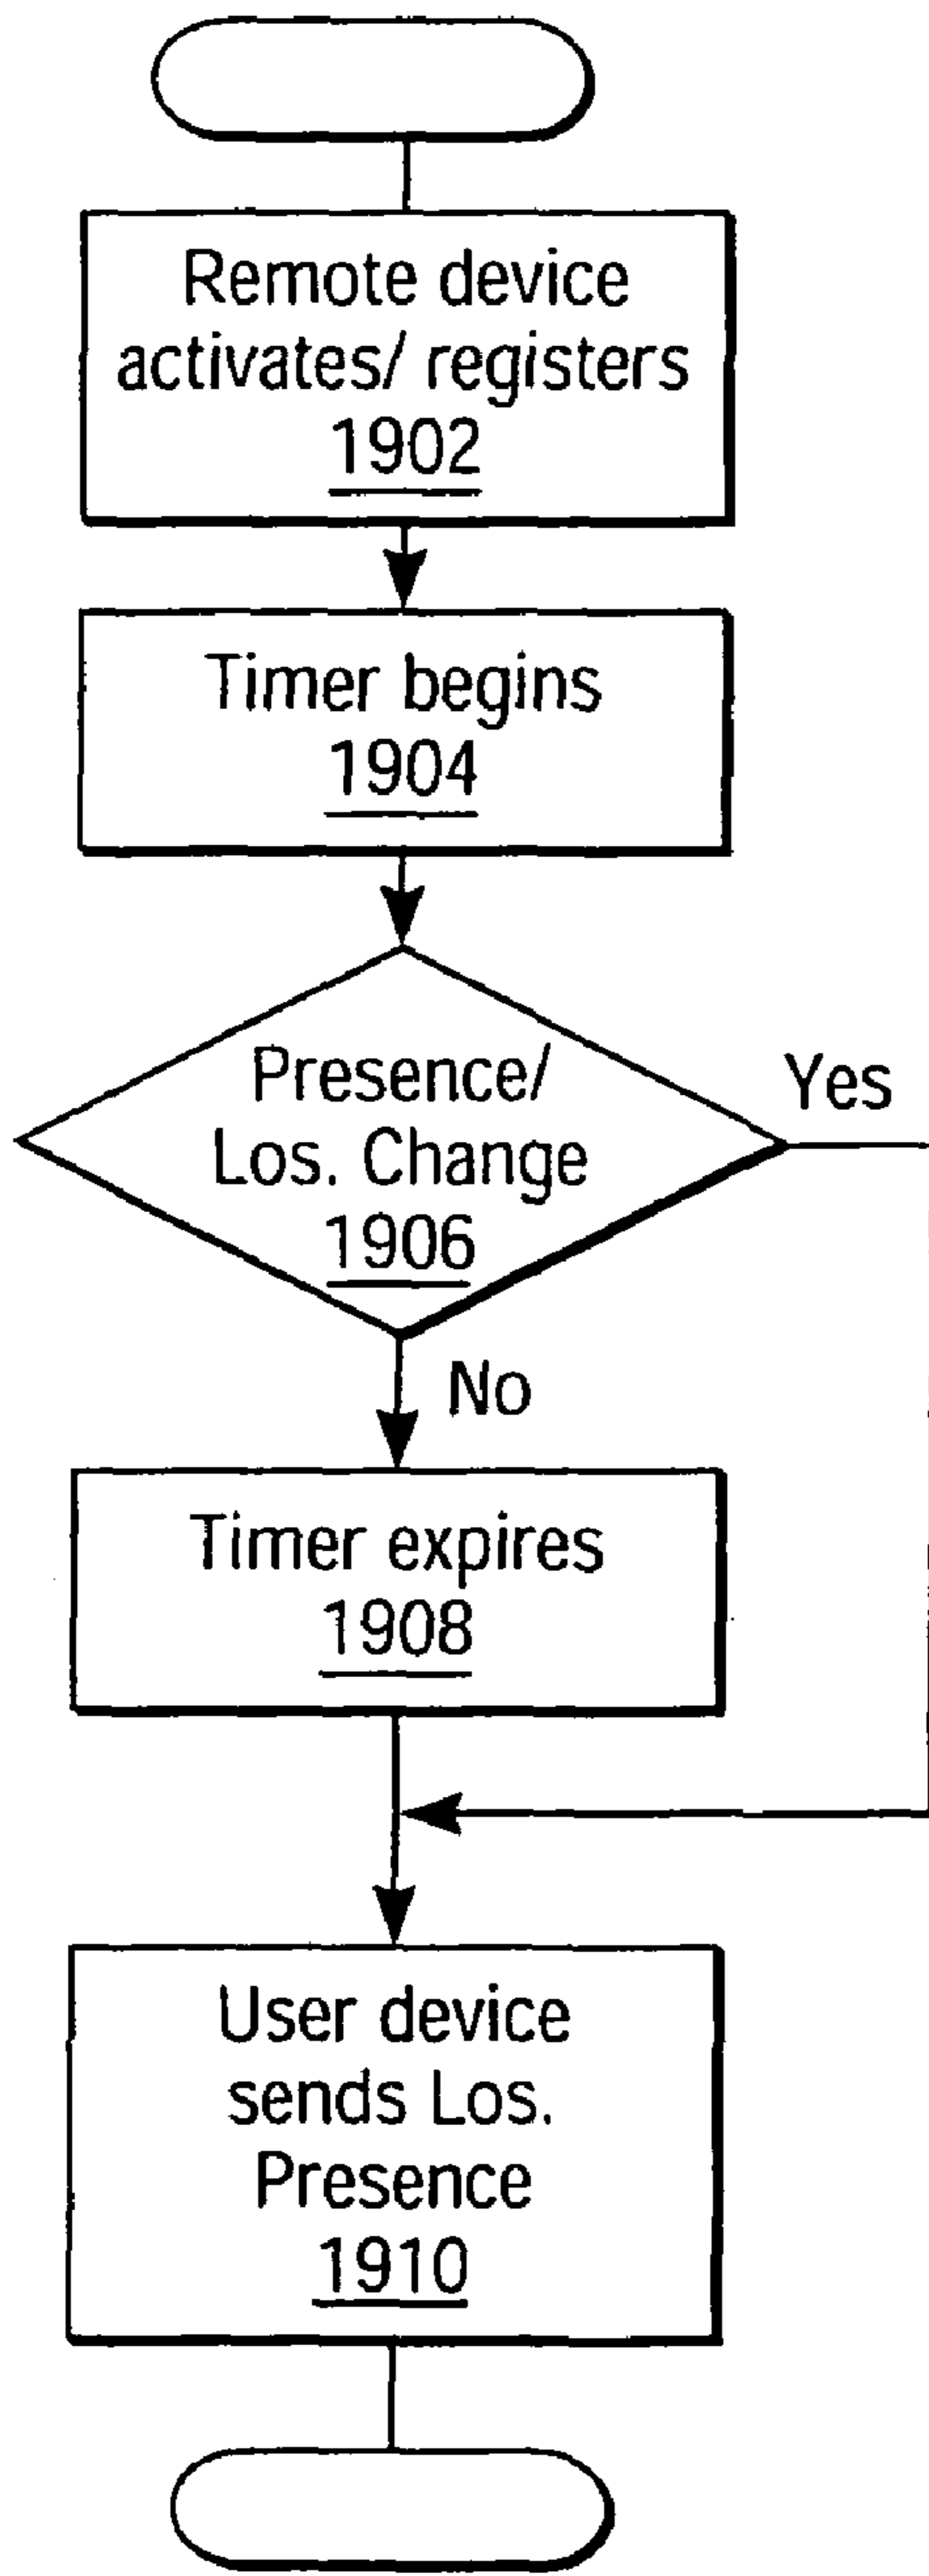 Remote device
activates/ registers
1902
Timer begins
1904
Presence/
Los. Change
1906
Yes
No
Timer expires
1908
User device
sends Los.
Presence
1910